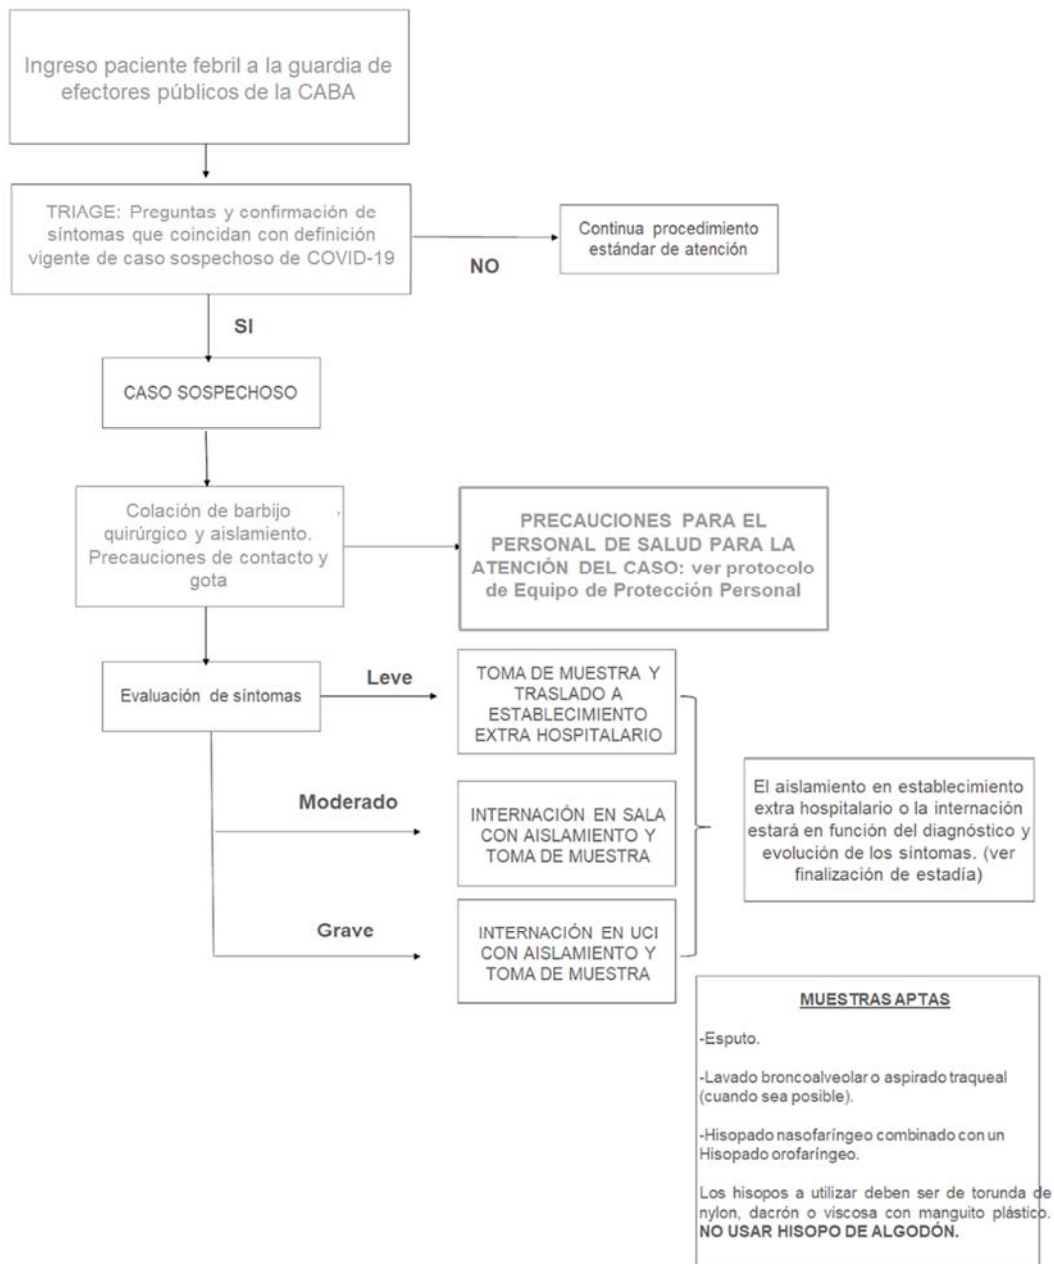 Ingreso paciente febril a la guardia de
efectores públicos de la CABA
TRIAGE: Preguntas y confirmación de
síntomas que coincidan con definición
vigente de caso sospechoso de COVID-19
Continua procedimiento
estándar de atención
NO
SI
CASO SOSPECHOSO
Colación de barbijo
quirúrgico y aislamiento.
Precauciones de contacto y
gota
PRECAUCIONES PARA EL
PERSONAL DE SALUD PARA LA
ATENCIÓN DEL CASO: ver protocolo
de Equipo de Protección Personal
Evaluación de síntomas
Leve
TOMA DE MUESTRA Y
TRASLADO A
ESTABLECIMIENTO
EXTRA HOSPITALARIO
Moderado
INTERNACIÓN EN SALA
CON AISLAMIENTO Y
TOMA DE MUESTRA
Grave
INTERNACIÓN EN UCI
CON AISLAMIENTO Y
TOMA DE MUESTRA
El aislamiento en establecimiento
extra hospitalario o la internación
estará en función del diagnóstico y
evolución de los síntomas. (ver
finalización de estadía)
MUESTRAS APTAS
-Esputo.
-Lavado broncoalveolar o aspirado traqueal
(cuando sea posible).
-Hisopado nasofaríngeo combinado con un
Hisopado orofaríngeo.
Los hisopos a utilizar deben ser de torunda de
nylon, dacrón o viscosa con manguito plástico.
NO USAR HISOPO DE ALGODÓN.